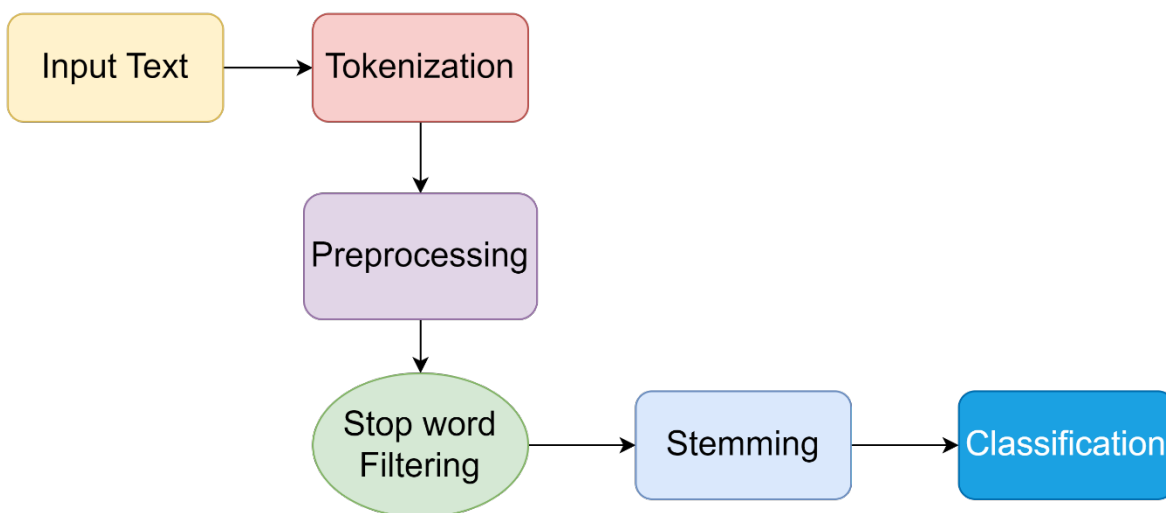 Input Text
Tokenization
Preprocessing
Stop word
Filtering
Stemming
Classification